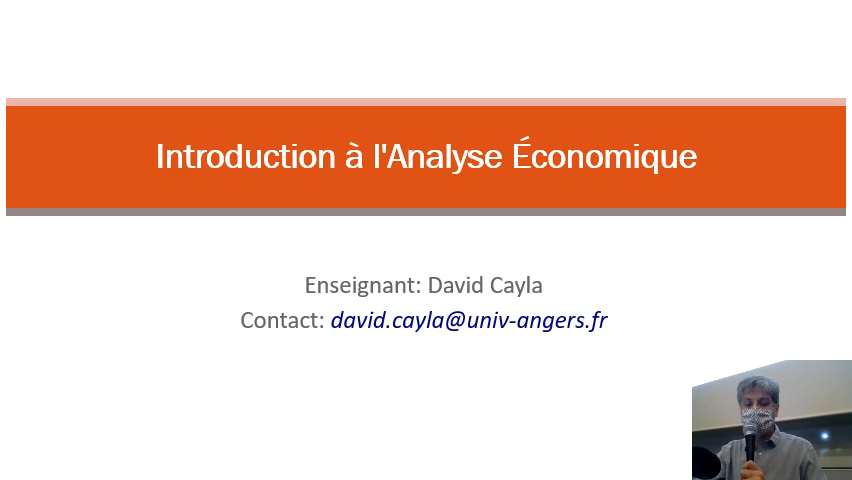 Introduction à l'Analyse Économique
Enseignant: David Cayla
Contact: david.cayla@univ-angers.fr